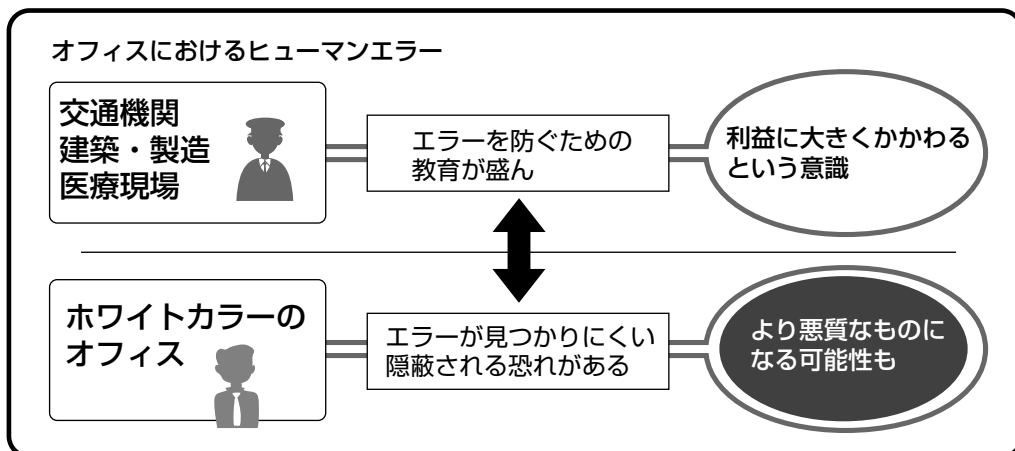 オフィスにおけるヒューマンエラー
交通機関
建築・製造
医療現場
エラーを防ぐための
教育が盛ん
利益に大きくかかわる
という意識
ホワイトカラーの
オフィス
エラーが見つかりにくい
隠蔽される恐れがある
より悪質なものに
なる可能性も